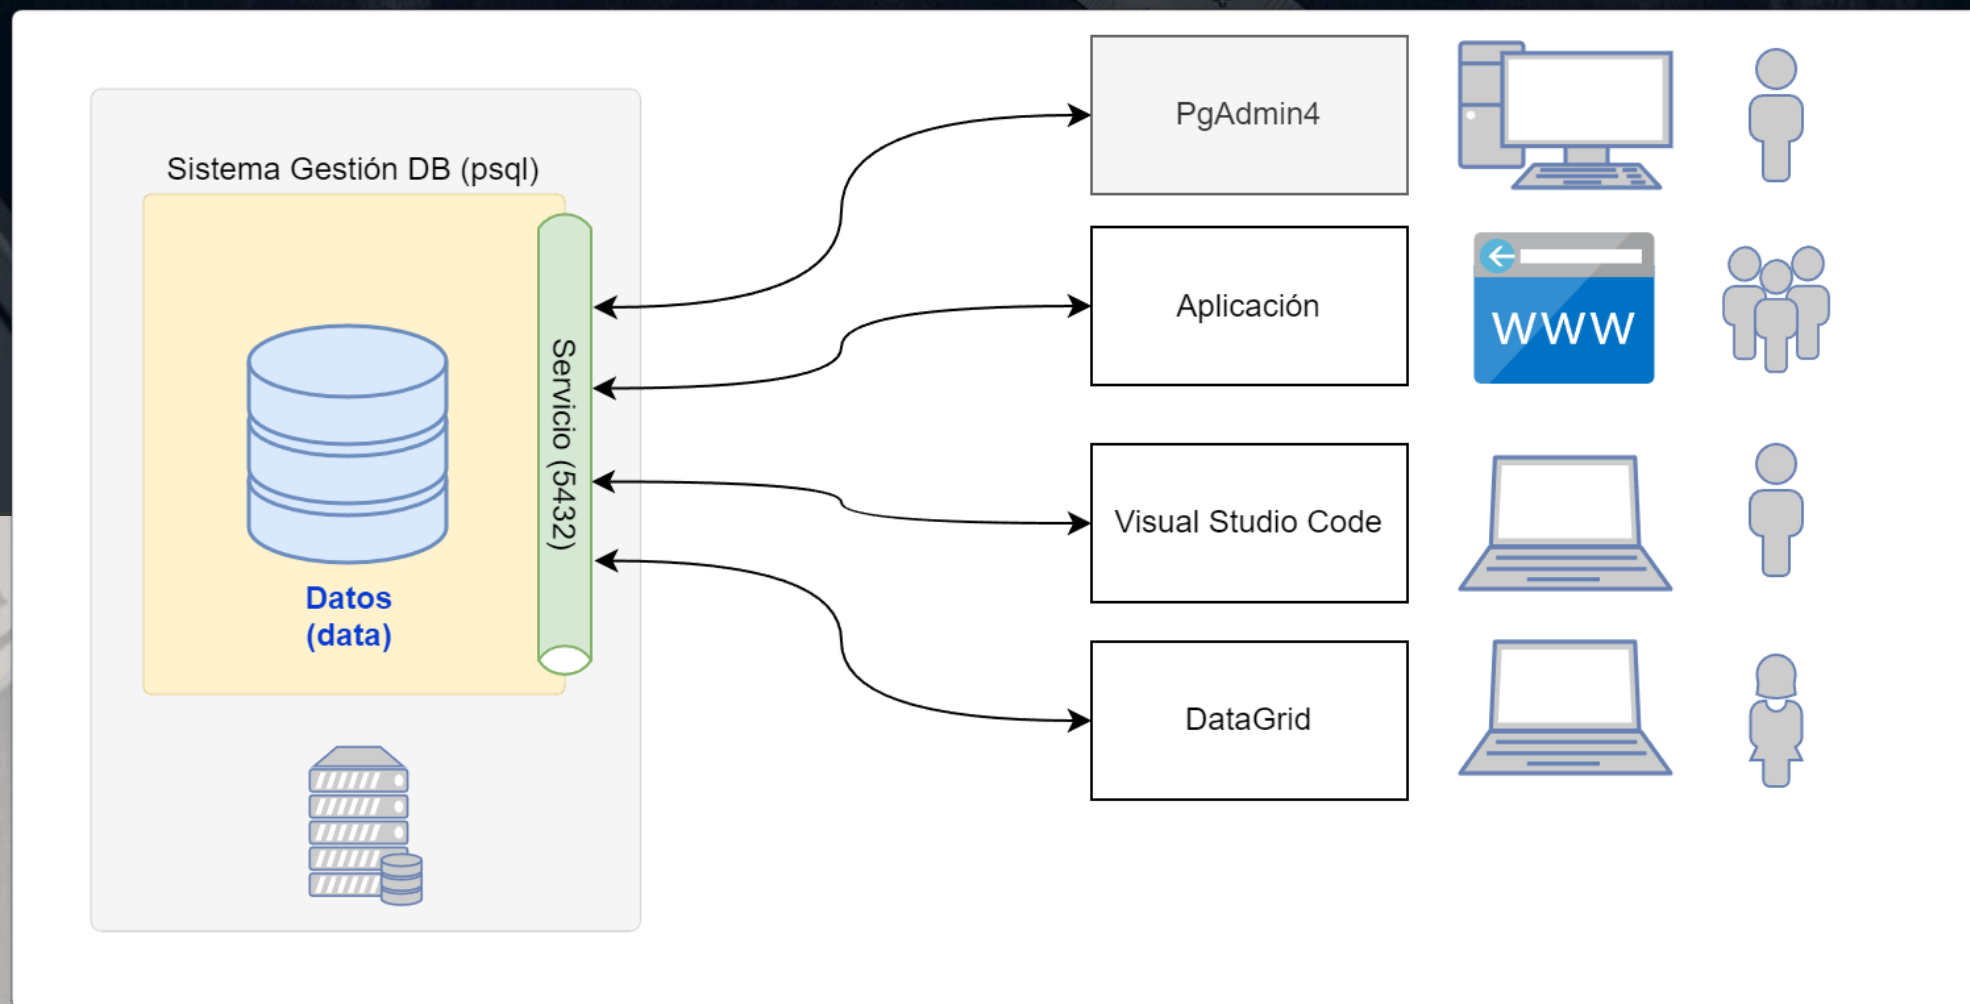 Sistema Gestión DB (psql)
Servicio (5432)
Datos
(data)
PgAdmin4
Aplicación
WWW
Visual Studio Code
DataGrid